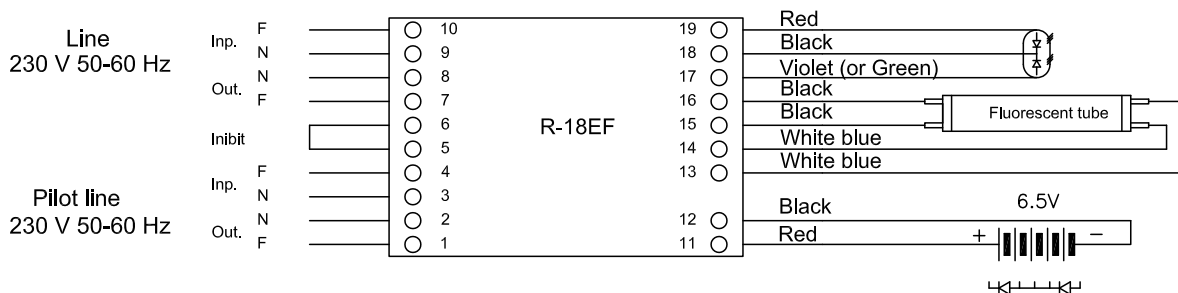 Line
230 V 50-60 Hz
Inp.
F
N
Out.
N
F
Inibit
Pilot line
230 V 50-60 Hz
Inp.
F
N
Out.
N
F
10
9
8
7
6
5
4
3
2
1
R-18EF
19
18
17
16
15
14
13
12
11
Red
Black
Violet (or Green)
Black
Black
White blue
White blue
Black
Red
Fluorescent tube
6.5V
+
−